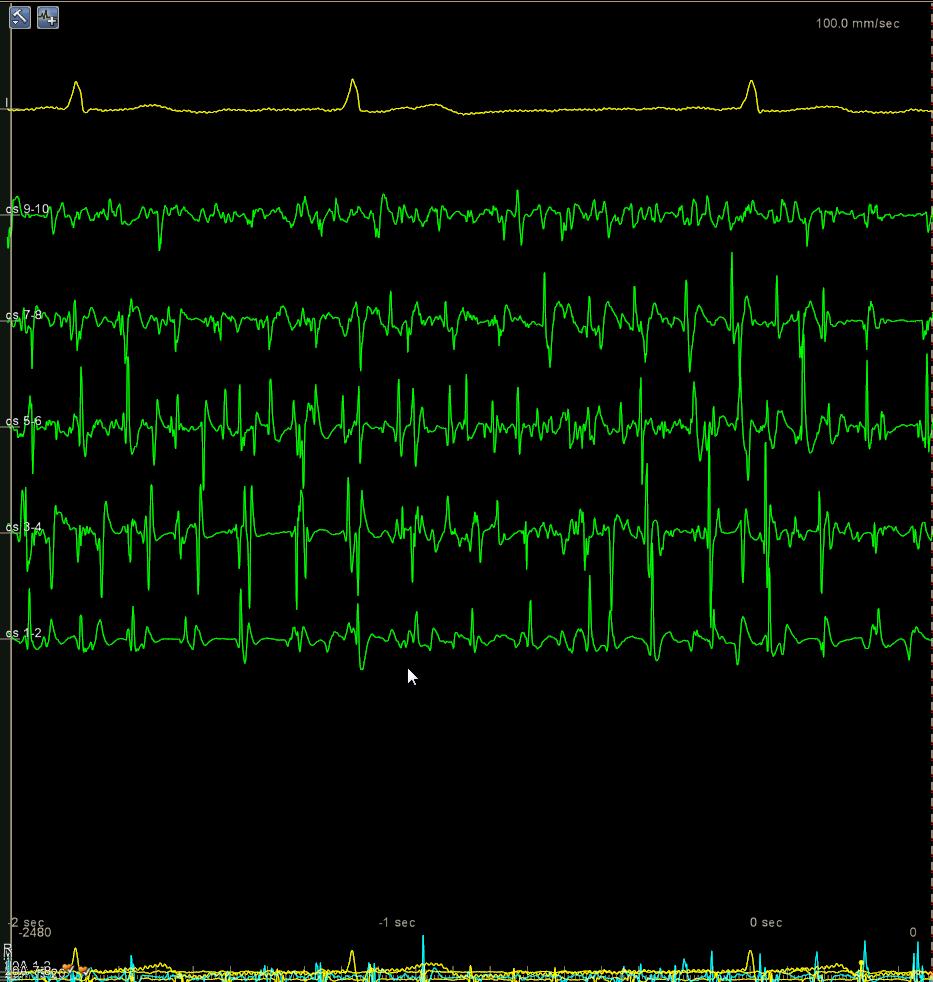 100.0 mm/sec
I
cs 9-10
cs 7-8
cs 5-6
cs 3-4
cs 1-2
-2 sec
-1 sec
0 sec
-2480
0